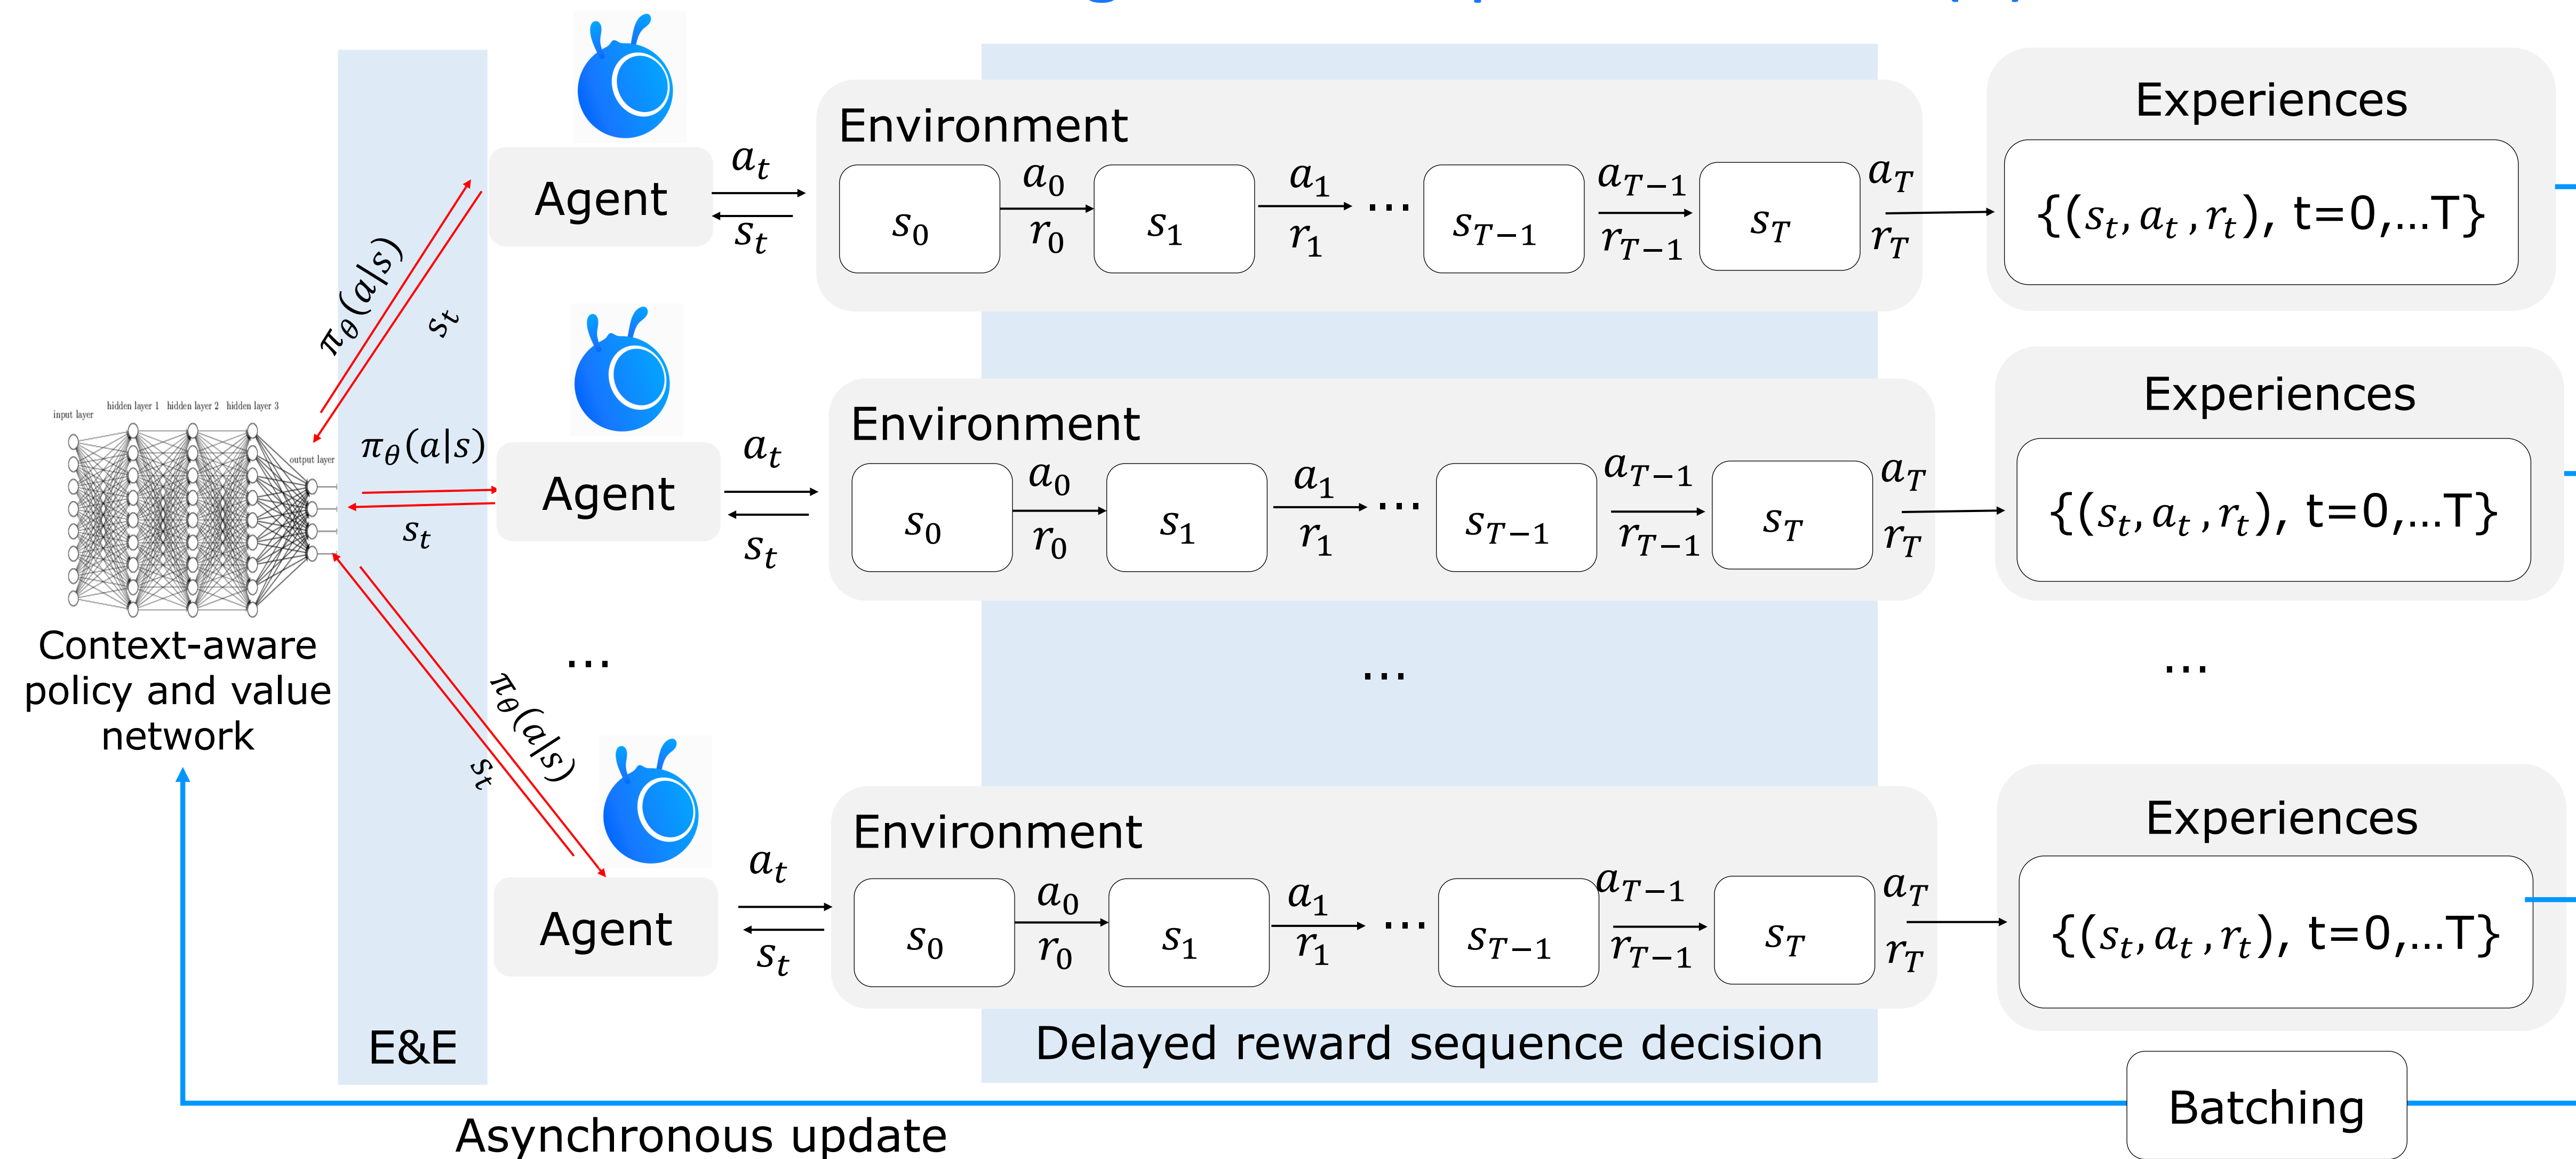 Environment
Experiences
Agent
a_t
s_t
s_0
a_0
r_0
s_1
a_1
r_1
...
s_{T−1}
a_{T−1}
r_{T−1}
s_T
a_T
r_T
{(s_t, a_t, r_t), t=0,...T}
π_θ(a|s)
s_t
Environment
Experiences
input layer
hidden layer 1
hidden layer 2
hidden layer 3
output layer
π_θ(a|s)
s_t
Agent
a_t
s_t
s_0
a_0
r_0
s_1
a_1
r_1
...
s_{T−1}
a_{T−1}
r_{T−1}
s_T
a_T
r_T
{(s_t, a_t, r_t), t=0,...T}
Context-aware
policy and value
network
...
...
...
π_θ(a|s)
s_t
Environment
Experiences
Agent
a_t
s_t
s_0
a_0
r_0
s_1
a_1
r_1
...
s_{T−1}
a_{T−1}
r_{T−1}
s_T
a_T
r_T
{(s_t, a_t, r_t), t=0,...T}
E&E
Delayed reward sequence decision
Batching
Asynchronous update